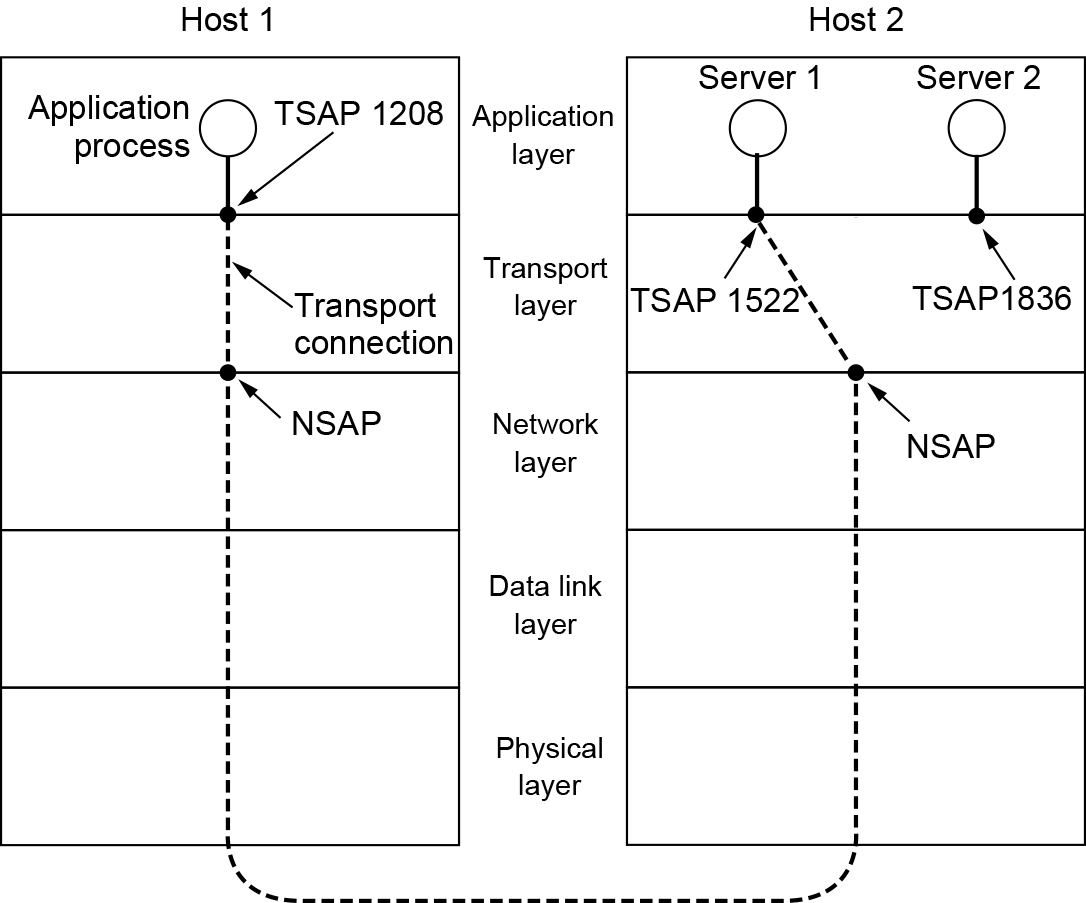 Host 1
Host 2
Application
process
TSAP 1208
Application
layer
Server 1
Server 2
Transport
connection
Transport
layer
TSAP 1522
TSAP1836
NSAP
Network
layer
NSAP
Data link
layer
Physical
layer